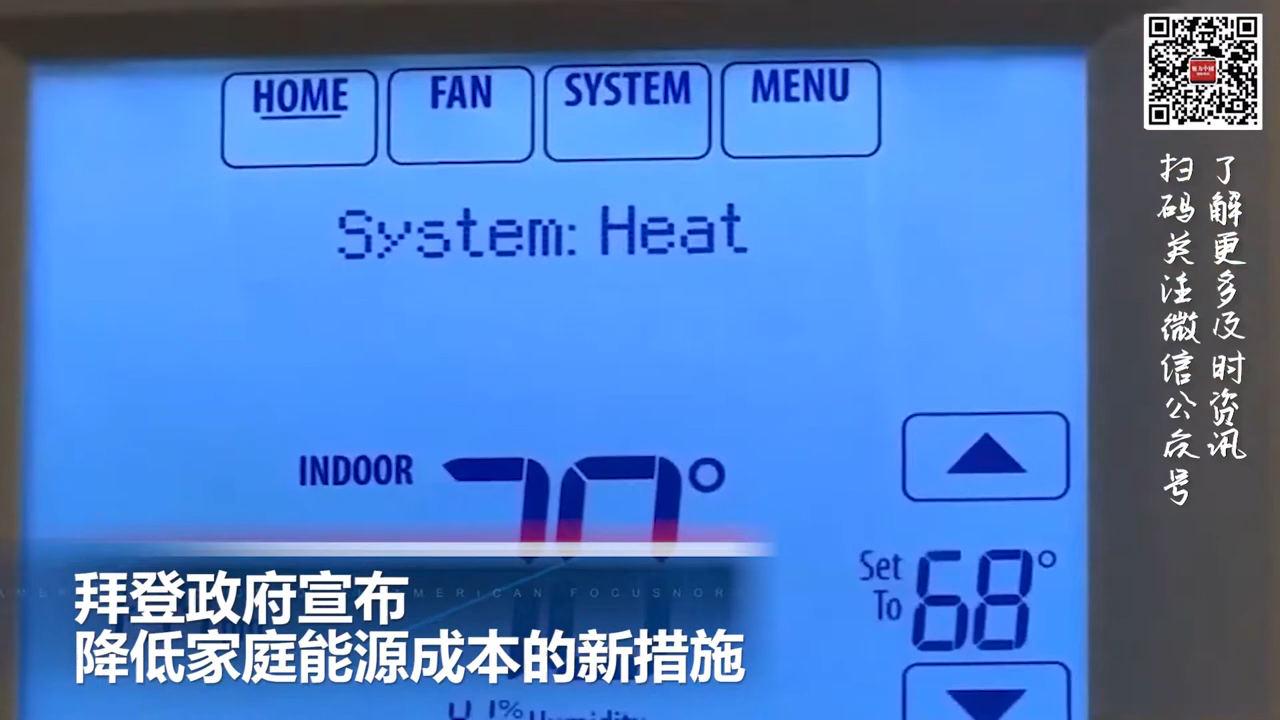 HOME FAN SYSTEM MENU
System: Heat
INDOOR 70°
Set
To 68°
拜登政府宣布
降低家庭能源成本的新措施
了解更多及时资讯
扫码关注微信公众号